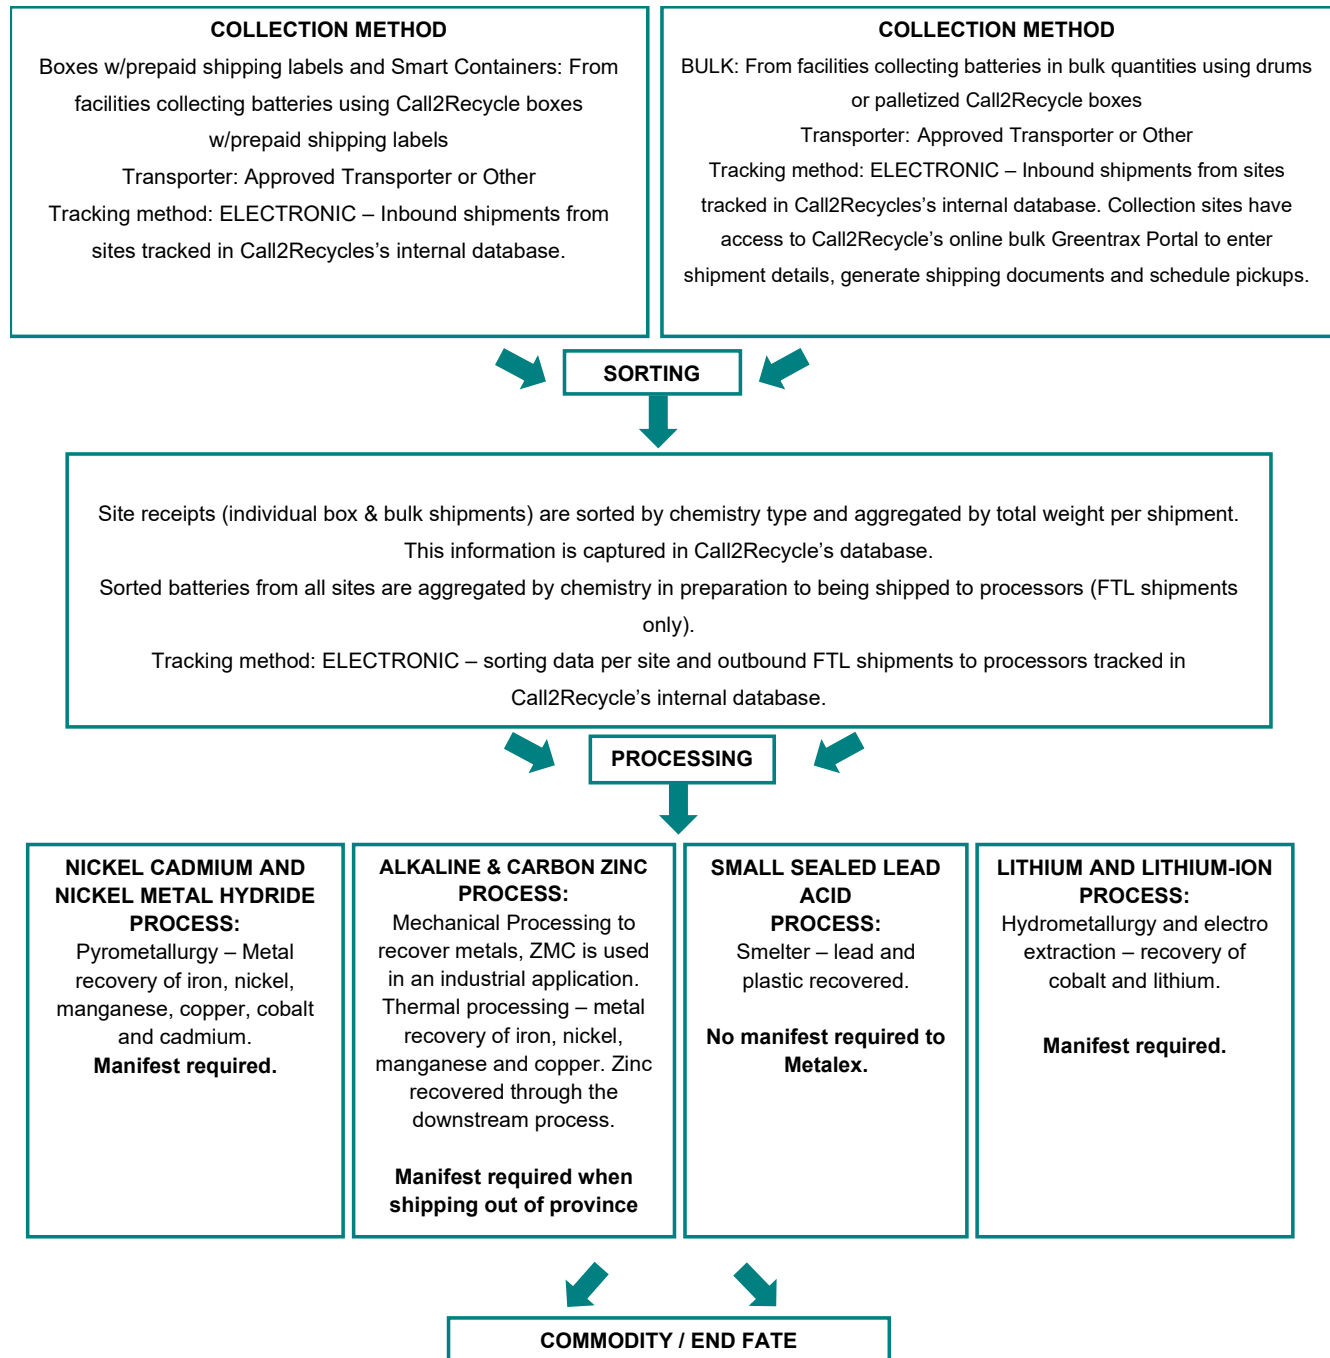 COLLECTION METHOD
Boxes w/prepaid shipping labels and Smart Containers: From
facilities collecting batteries using Call2Recycle boxes
w/prepaid shipping labels
Transporter: Approved Transporter or Other
Tracking method: ELECTRONIC – Inbound shipments from
sites tracked in Call2Recycles's internal database.
COLLECTION METHOD
BULK: From facilities collecting batteries in bulk quantities using drums
or palletized Call2Recycle boxes
Transporter: Approved Transporter or Other
Tracking method: ELECTRONIC – Inbound shipments from sites
tracked in Call2Recycles's internal database. Collection sites have
access to Call2Recycle's online bulk Greentrax Portal to enter
shipment details, generate shipping documents and schedule pickups.
SORTING
Site receipts (individual box & bulk shipments) are sorted by chemistry type and aggregated by total weight per shipment.
This information is captured in Call2Recycle's database.
Sorted batteries from all sites are aggregated by chemistry in preparation to being shipped to processors (FTL shipments
only).
Tracking method: ELECTRONIC – sorting data per site and outbound FTL shipments to processors tracked in
Call2Recycle's internal database.
PROCESSING
NICKEL CADMIUM AND
NICKEL METAL HYDRIDE
PROCESS:
Pyrometallurgy – Metal
recovery of iron, nickel,
manganese, copper, cobalt
and cadmium.
Manifest required.
ALKALINE & CARBON ZINC
PROCESS:
Mechanical Processing to
recover metals, ZMC is used
in an industrial application.
Thermal processing – metal
recovery of iron, nickel,
manganese and copper. Zinc
recovered through the
downstream process.
Manifest required when
shipping out of province
SMALL SEALED LEAD
ACID
PROCESS:
Smelter – lead and
plastic recovered.
No manifest required to
Metalex.
LITHIUM AND LITHIUM-ION
PROCESS:
Hydrometallurgy and electro
extraction – recovery of
cobalt and lithium.
Manifest required.
COMMODITY / END FATE